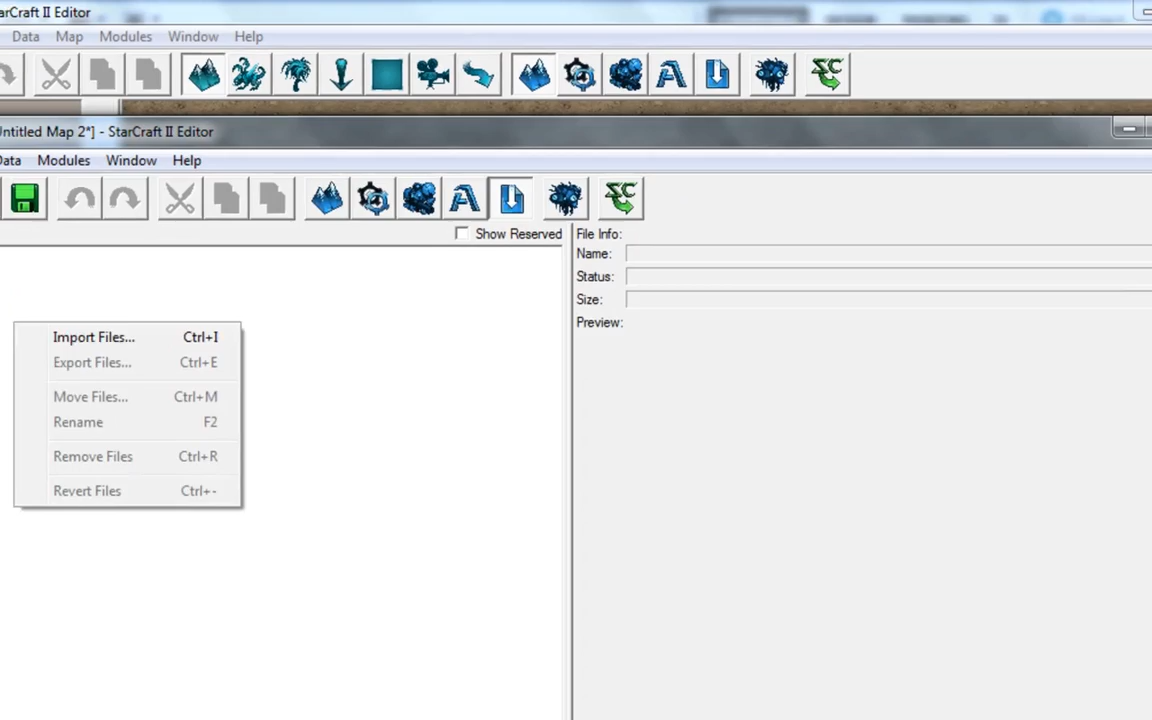 arCraft II Editor
Data Map Modules Window Help
Untitled Map 2*] - StarCraft II Editor
Data Modules Window Help
Show Reserved
File Info:
Name:
Status:
Size:
Preview:
Import Files... Ctrl+I
Export Files... Ctrl+E
Move Files... Ctrl+M
Rename F2
Remove Files Ctrl+R
Revert Files Ctrl+-